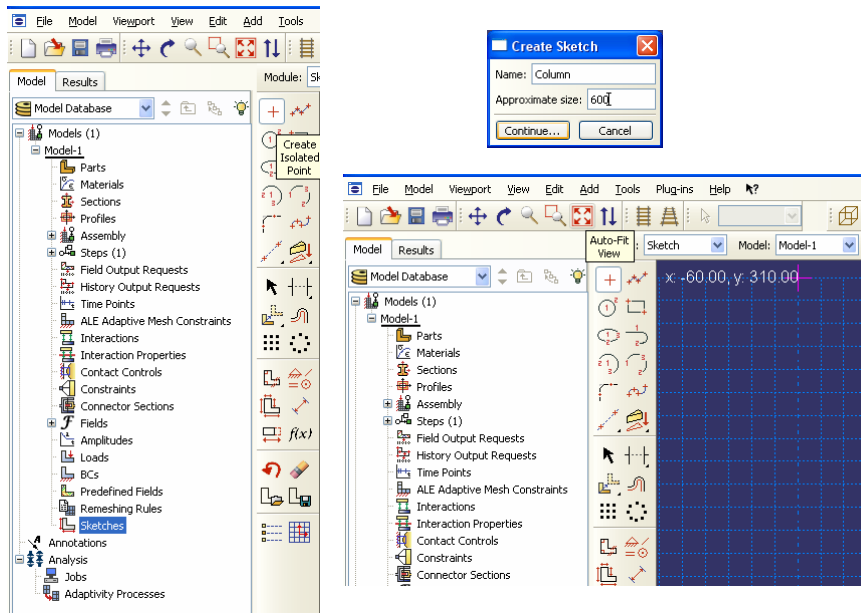 File Model Viewport View Edit Add Tools
Model Results
Module: Sk
Model Database
Models (1)
Model-1
Parts
Materials
Sections
Profiles
Assembly
Steps (1)
Field Output Requests
History Output Requests
Time Points
ALE Adaptive Mesh Constraints
Interactions
Interaction Properties
Contact Controls
Constraints
Connector Sections
Fields
Amplitudes
Loads
BCs
Predefined Fields
Remeshing Rules
Sketches
Annotations
Analysis
Jobs
Adaptivity Processes
Create
Isolated
Point
f(x)
Create Sketch
Name: Column
Approximate size: 600
Continue... Cancel
File Model Viewport View Edit Add Tools Plug-ins Help
Model Results
Auto-Fit
View
: Sketch Model: Model-1
Model Database
x: -60.00, y: 310.00
Models (1)
Model-1
Parts
Materials
Sections
Profiles
Assembly
Steps (1)
Field Output Requests
History Output Requests
Time Points
ALE Adaptive Mesh Constraints
Interactions
Interaction Properties
Contact Controls
Constraints
Connector Sections